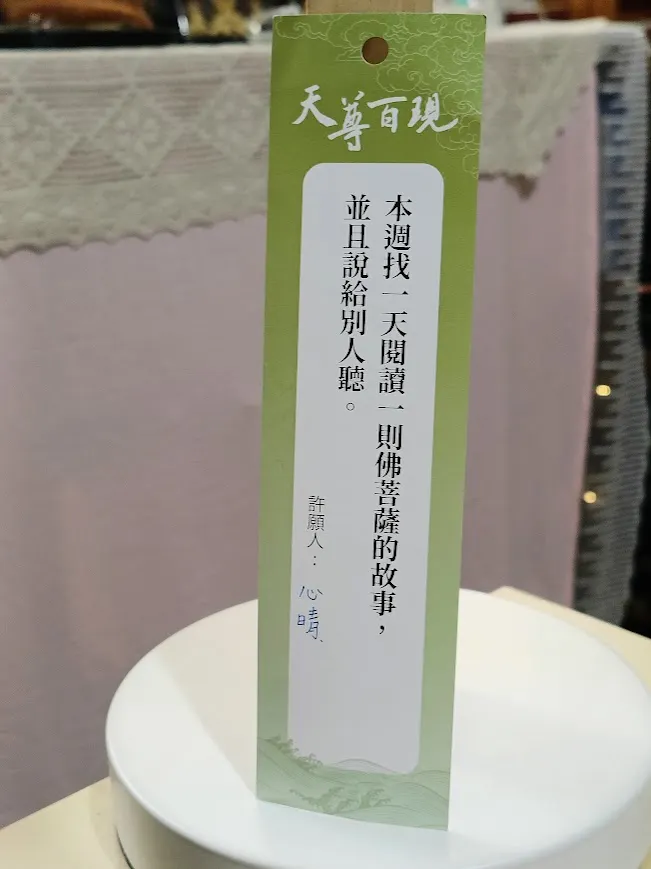 天尊百現
本週找一天閱讀一則佛菩薩的故事，
並且說給別人聽。
許願人：心晴